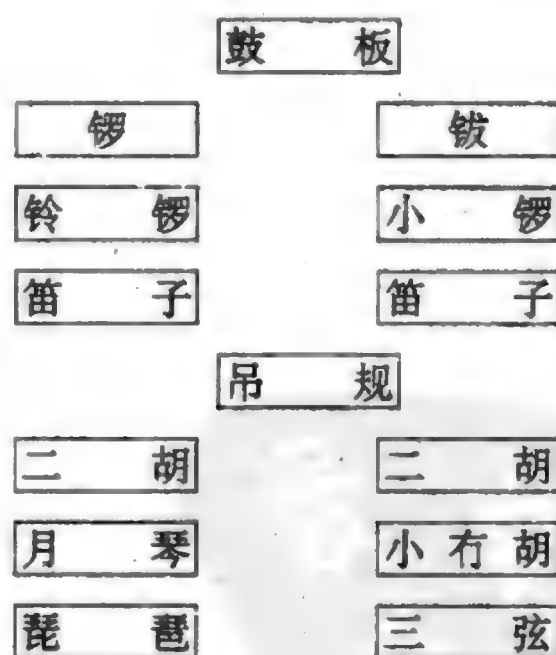 鼓 板
锣 钹
铃 锣 小 锣
笛 子 笛 子
吊 规
二 胡 二 胡
月 琴 小 冇 胡
琵 琶 三 弦